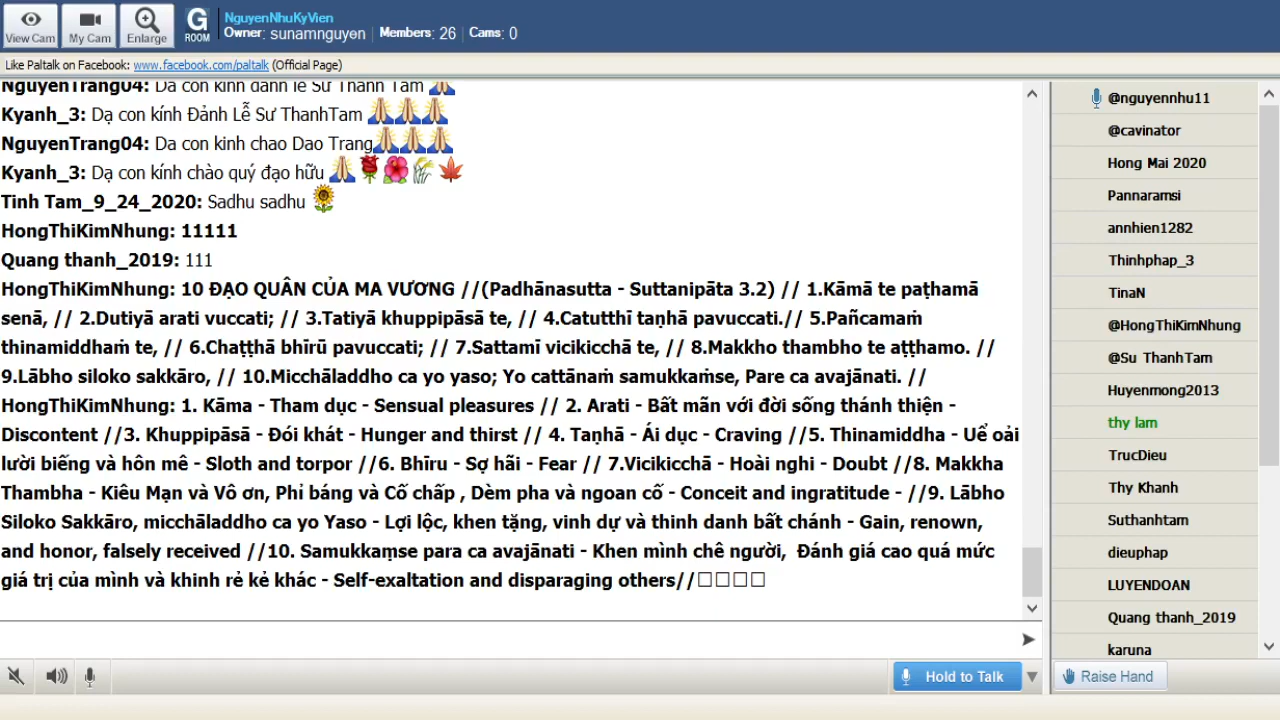 View Cam
My Cam
Enlarge
G
ROOM
NguyenNhuKyVien
Owner: sunamnguyen | Members: 26 | Cams: 0
Like Paltalk on Facebook: www.facebook.com/paltalk (Official Page)
NguyenTrang04: Da con kinh danh le Su Thanh Tam
Kyanh_3: Dạ con kính Đảnh Lễ Sư ThanhTam
NguyenTrang04: Da con kinh chao Dao Trang
Kyanh_3: Dạ con kính chào quý đạo hữu
Tinh Tam_9_24_2020: Sadhu sadhu
HongThiKimNhung: 11111
Quang thanh_2019: 111
HongThiKimNhung: 10 ĐẠO QUÂN CỦA MA VƯƠNG //(Padhānasutta - Suttanipāta 3.2) // 1.Kāmā te paṭhamā
senā, // 2.Dutiyā arati vuccati; // 3.Tatiyā khuppipāsā te, // 4.Catutthī taṇhā pavuccati.// 5.Pañcamaṁ
thinamiddhaṁ te, // 6.Chaṭṭhā bhīrū pavuccati; // 7.Sattamī vicikicchā te, // 8.Makkho thambho te aṭṭhamo. //
9.Lābho siloko sakkāro, // 10.Micchāladdho ca yo yaso; Yo cattānaṁ samukkaṁse, Pare ca avajānati. //
HongThiKimNhung: 1. Kāma - Tham dục - Sensual pleasures // 2. Arati - Bất mãn với đời sống thánh thiện -
Discontent //3. Khuppipāsā - Đói khát - Hunger and thirst // 4. Taṇhā - Ái dục - Craving //5. Thinamiddha - Uể oải
lười biếng và hôn mê - Sloth and torpor //6. Bhīru - Sợ hãi - Fear // 7.Vicikicchā - Hoài nghi - Doubt //8. Makkha
Thambha - Kiêu Mạn và Vô ơn, Phỉ báng và Cố chấp , Dèm pha và ngoan cố - Conceit and ingratitude - //9. Lābho
Siloko Sakkāro, micchāladdho ca yo Yaso - Lợi lộc, khen tặng, vinh dự và thinh danh bất chánh - Gain, renown,
and honor, falsely received //10. Samukkaṃse para ca avajānati - Khen mình chê người,  Đánh giá cao quá mức
giá trị của mình và khinh rẻ kẻ khác - Self-exaltation and disparaging others//□□□□
@nguyennhu11
@cavinator
Hong Mai 2020
Pannaramsi
annhien1282
Thinhphap_3
TinaN
@HongThiKimNhung
@Su ThanhTam
Huyenmong2013
thy lam
TrucDieu
Thy Khanh
Suthanhtam
dieuphap
LUYENDOAN
Quang thanh_2019
karuna
Hold to Talk
Raise Hand